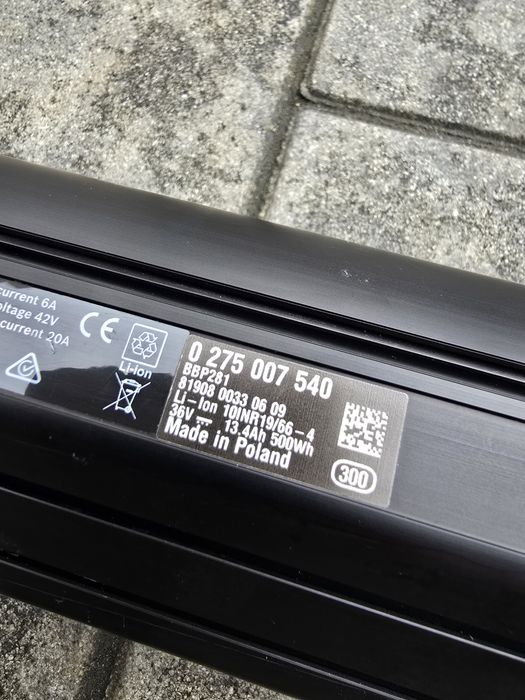 current 6A
voltage 42V
current 20A
CE
Li-Ion
0 275 007 540
BBP281
81908 0033 06 09
Li-Ion 10INR19/66-4
36V 13.4Ah 500Wh
Made in Poland
300